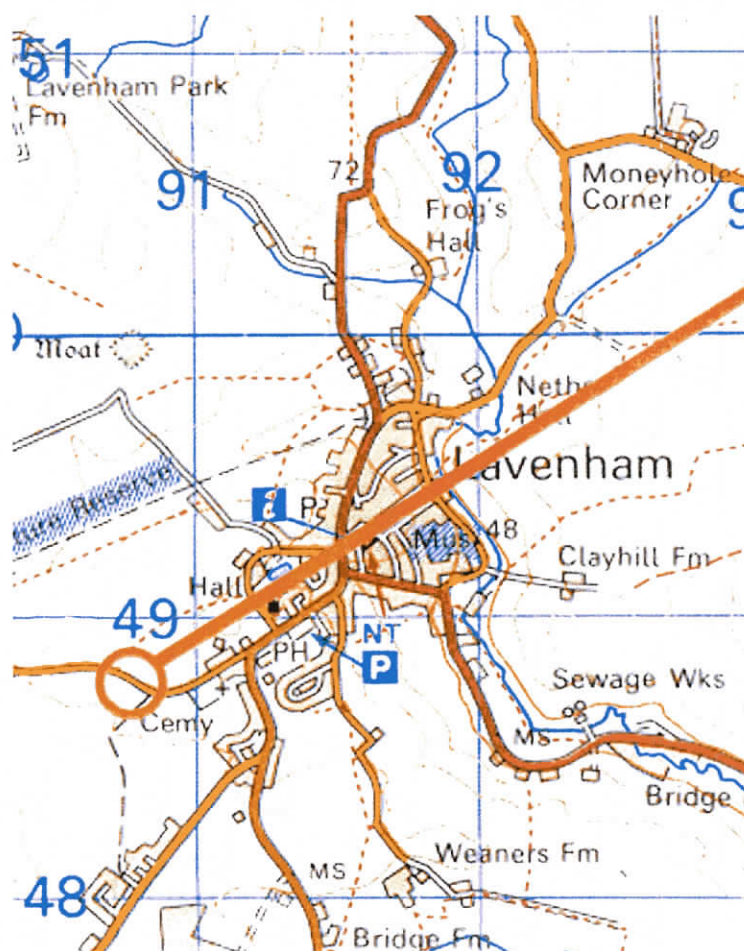 51
Lavenham Park
Fm
91
72
92
Frog's
Hall
Moneyhole
Corner
9
Moat
Lavenham
i
P
Mus
48
Clayhill Fm
Hall
49
NT
PH
P
Cemy
Sewage Wks
MS
Bridge
48
MS
Weaners Fm
Bridge Fm